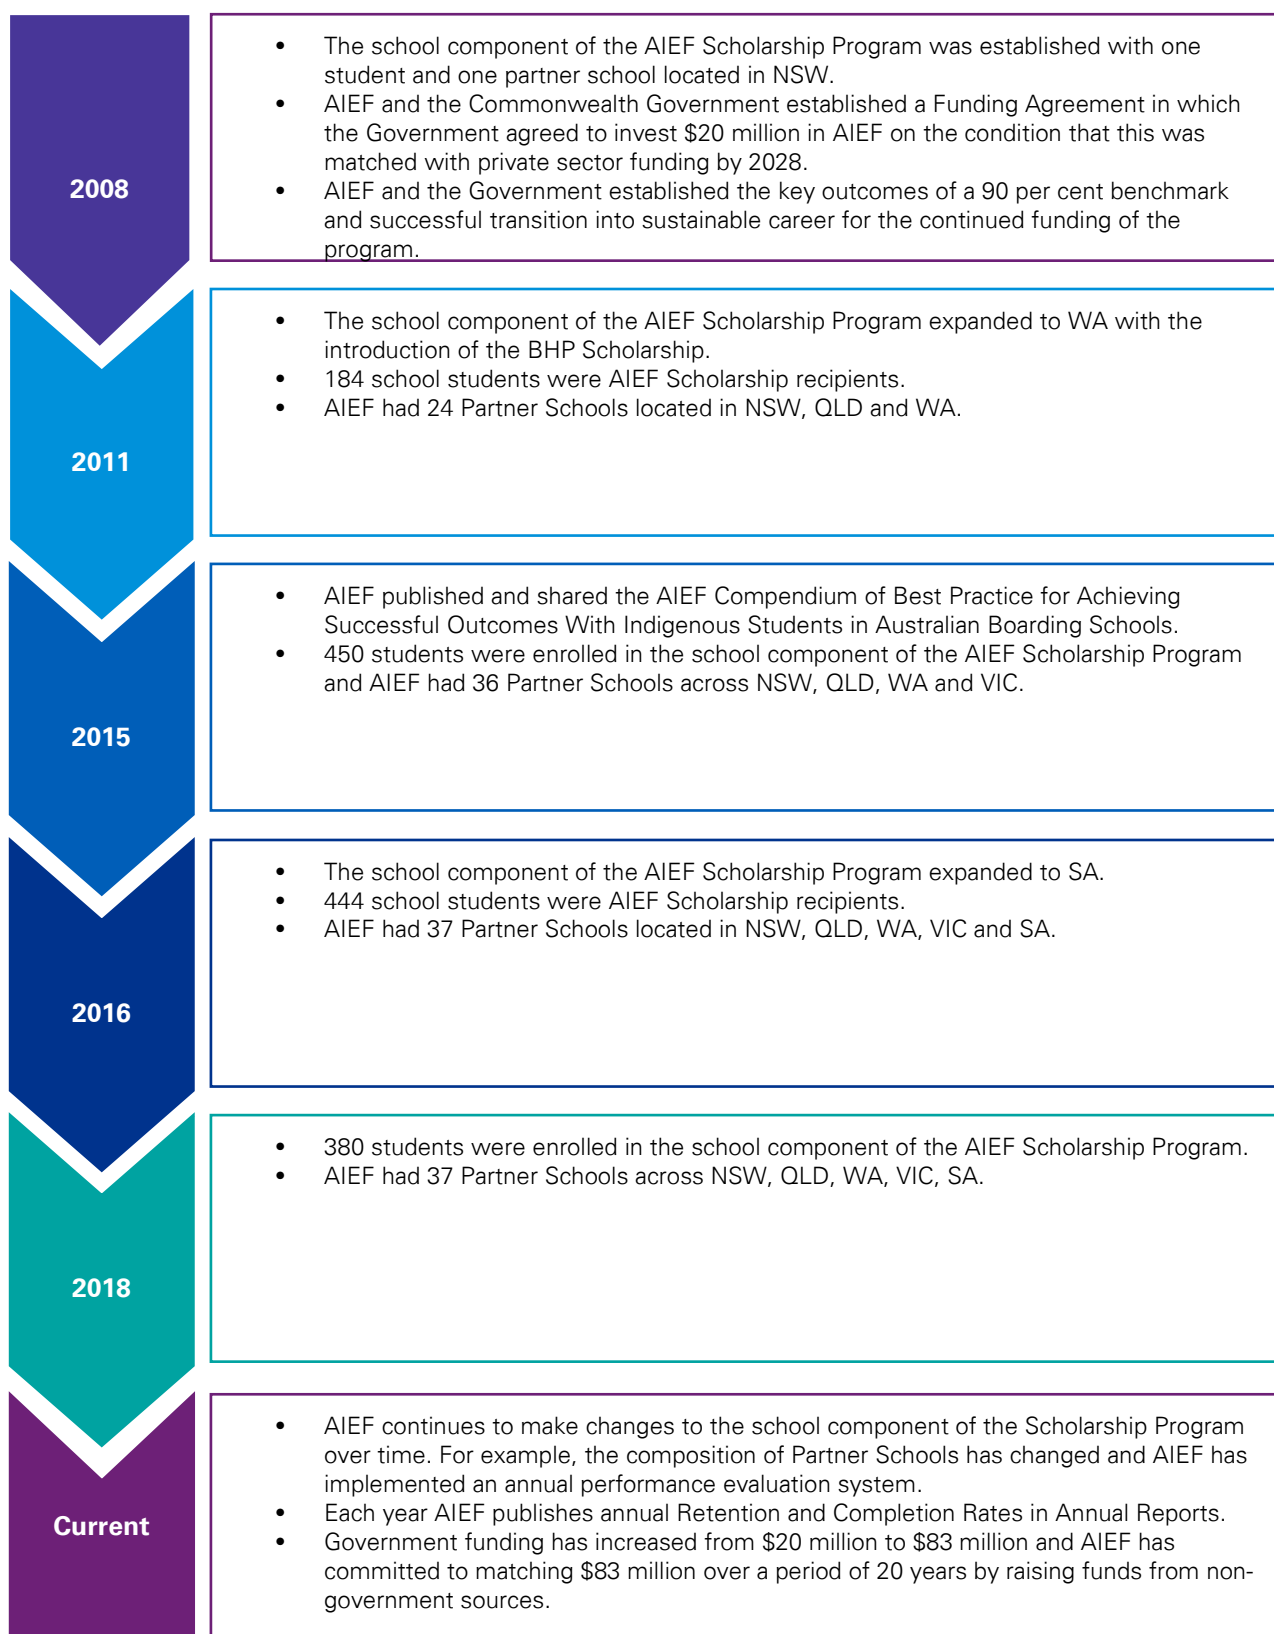 2008
• The school component of the AIEF Scholarship Program was established with one
student and one partner school located in NSW.
• AIEF and the Commonwealth Government established a Funding Agreement in which
the Government agreed to invest $20 million in AIEF on the condition that this was
matched with private sector funding by 2028.
• AIEF and the Government established the key outcomes of a 90 per cent benchmark
and successful transition into sustainable career for the continued funding of the
program.
2011
• The school component of the AIEF Scholarship Program expanded to WA with the
introduction of the BHP Scholarship.
• 184 school students were AIEF Scholarship recipients.
• AIEF had 24 Partner Schools located in NSW, QLD and WA.
2015
• AIEF published and shared the AIEF Compendium of Best Practice for Achieving
Successful Outcomes With Indigenous Students in Australian Boarding Schools.
• 450 students were enrolled in the school component of the AIEF Scholarship Program
and AIEF had 36 Partner Schools across NSW, QLD, WA and VIC.
2016
• The school component of the AIEF Scholarship Program expanded to SA.
• 444 school students were AIEF Scholarship recipients.
• AIEF had 37 Partner Schools located in NSW, QLD, WA, VIC and SA.
2018
• 380 students were enrolled in the school component of the AIEF Scholarship Program.
• AIEF had 37 Partner Schools across NSW, QLD, WA, VIC, SA.
Current
• AIEF continues to make changes to the school component of the Scholarship Program
over time. For example, the composition of Partner Schools has changed and AIEF has
implemented an annual performance evaluation system.
• Each year AIEF publishes annual Retention and Completion Rates in Annual Reports.
• Government funding has increased from $20 million to $83 million and AIEF has
committed to matching $83 million over a period of 20 years by raising funds from non-
government sources.